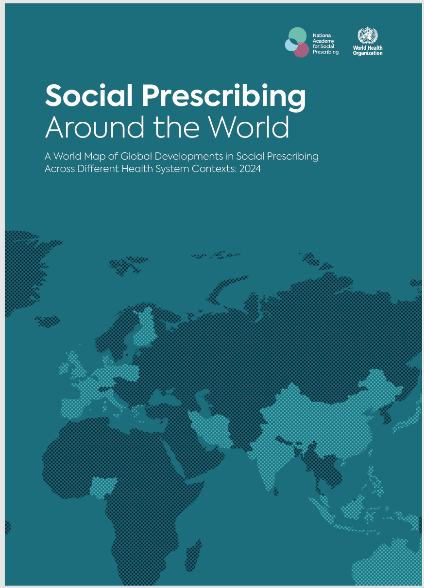 National
Academy
for Social
Prescribing
World Health
Organization
Social Prescribing
Around the World
A World Map of Global Developments in Social Prescribing
Across Different Health System Contexts: 2024